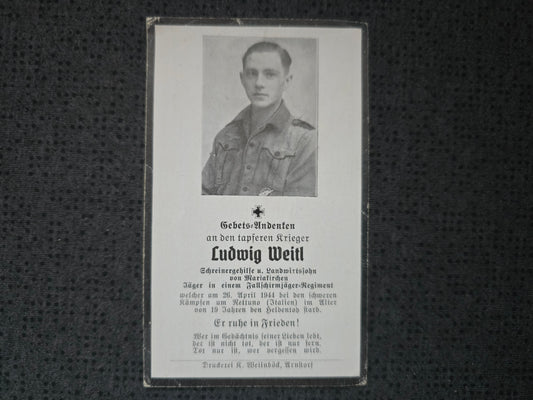 Gebets-Andenken
an den tapferen Krieger
Ludwig Weitl
Schreinergehilfe u. Landwirtssohn
von Mariakirchen
Jäger in einem Fallschirmjäger-Regiment
welcher am 26. April 1944 bei den schweren
Kämpfen um Nettuno (Italien) im Alter
von 19 Jahren den Heldentod starb.
Er ruhe in Frieden!
Wer im Gedächtnis seiner Lieben lebt,
der ist nicht tot, der ist nur fern.
Tot nur ist, wer vergessen wird.
Druckerei K. Weilnböck, Arnstorf